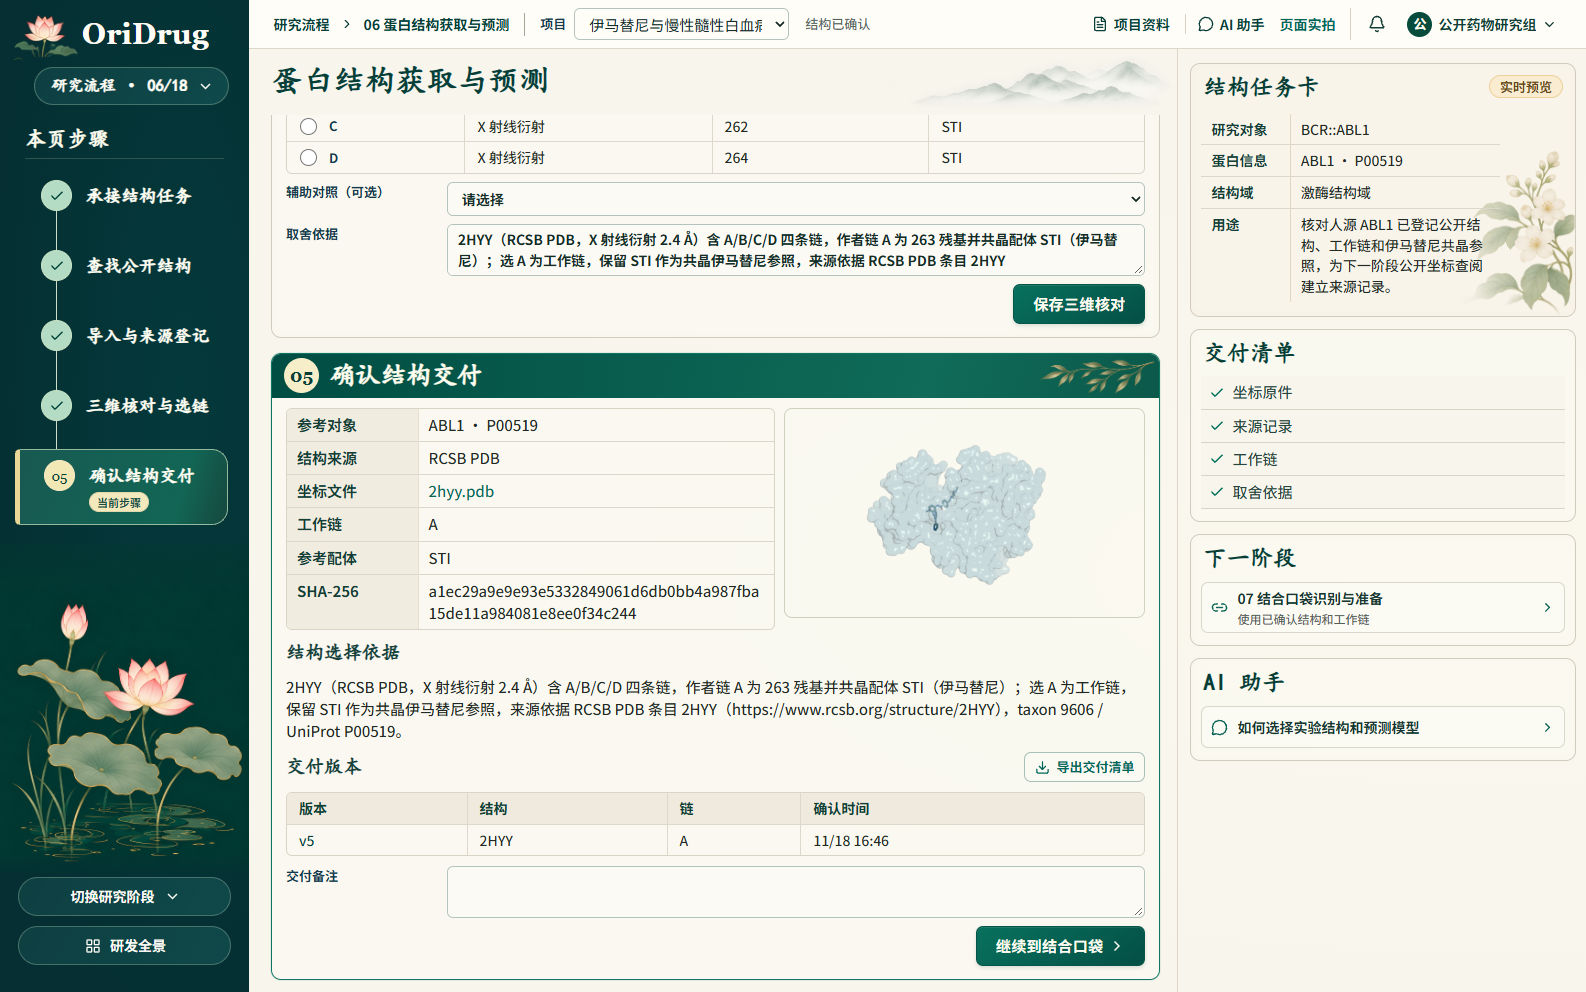 OriDrug
研究流程 • 06/18
本页步骤
承接结构任务
查找公开结构
导入与来源登记
三维核对与选链
05
确认结构交付
当前步骤
切换研究阶段
研发全景
研究流程 > 06 蛋白结构获取与预测
项目
伊马替尼与慢性髓性白血
结构已确认
项目资料
AI 助手
页面实拍
公
公开药物研究组
蛋白结构获取与预测
C X 射线衍射 262 STI
D X 射线衍射 264 STI
辅助对照（可选）
请选择
取舍依据
2HYY（RCSB PDB，X 射线衍射 2.4 Å）含 A/B/C/D 四条链，作者链 A 为 263 残基并共晶配体 STI（伊马替
尼）；选 A 为工作链，保留 STI 作为共晶伊马替尼参照，来源依据 RCSB PDB 条目 2HYY
保存三维核对
05 确认结构交付
参考对象 ABL1 • P00519
结构来源 RCSB PDB
坐标文件 2hyy.pdb
工作链 A
参考配体 STI
SHA-256 a1ec29a9e9e93e5332849061d6db0bb4a987fba
15de11a984081e8ee0f34c244
结构选择依据
2HYY（RCSB PDB，X 射线衍射 2.4 Å）含 A/B/C/D 四条链，作者链 A 为 263 残基并共晶配体 STI（伊马替尼）；选 A 为工作链，
保留 STI 作为共晶伊马替尼参照，来源依据 RCSB PDB 条目 2HYY（https://www.rcsb.org/structure/2HYY），taxon 9606 /
UniProt P00519。
交付版本
导出交付清单
版本 结构 链 确认时间
v5 2HYY A 11/18 16:46
交付备注
继续到结合口袋
结构任务卡
实时预览
研究对象 BCR::ABL1
蛋白信息 ABL1 • P00519
结构域 激酶结构域
用途 核对人源 ABL1 已登记公开结
构、工作链和伊马替尼共晶参
照，为下一阶段公开坐标查阅
建立来源记录。
交付清单
坐标原件
来源记录
工作链
取舍依据
下一阶段
07 结合口袋识别与准备
使用已确认结构和工作链
AI 助手
如何选择实验结构和预测模型